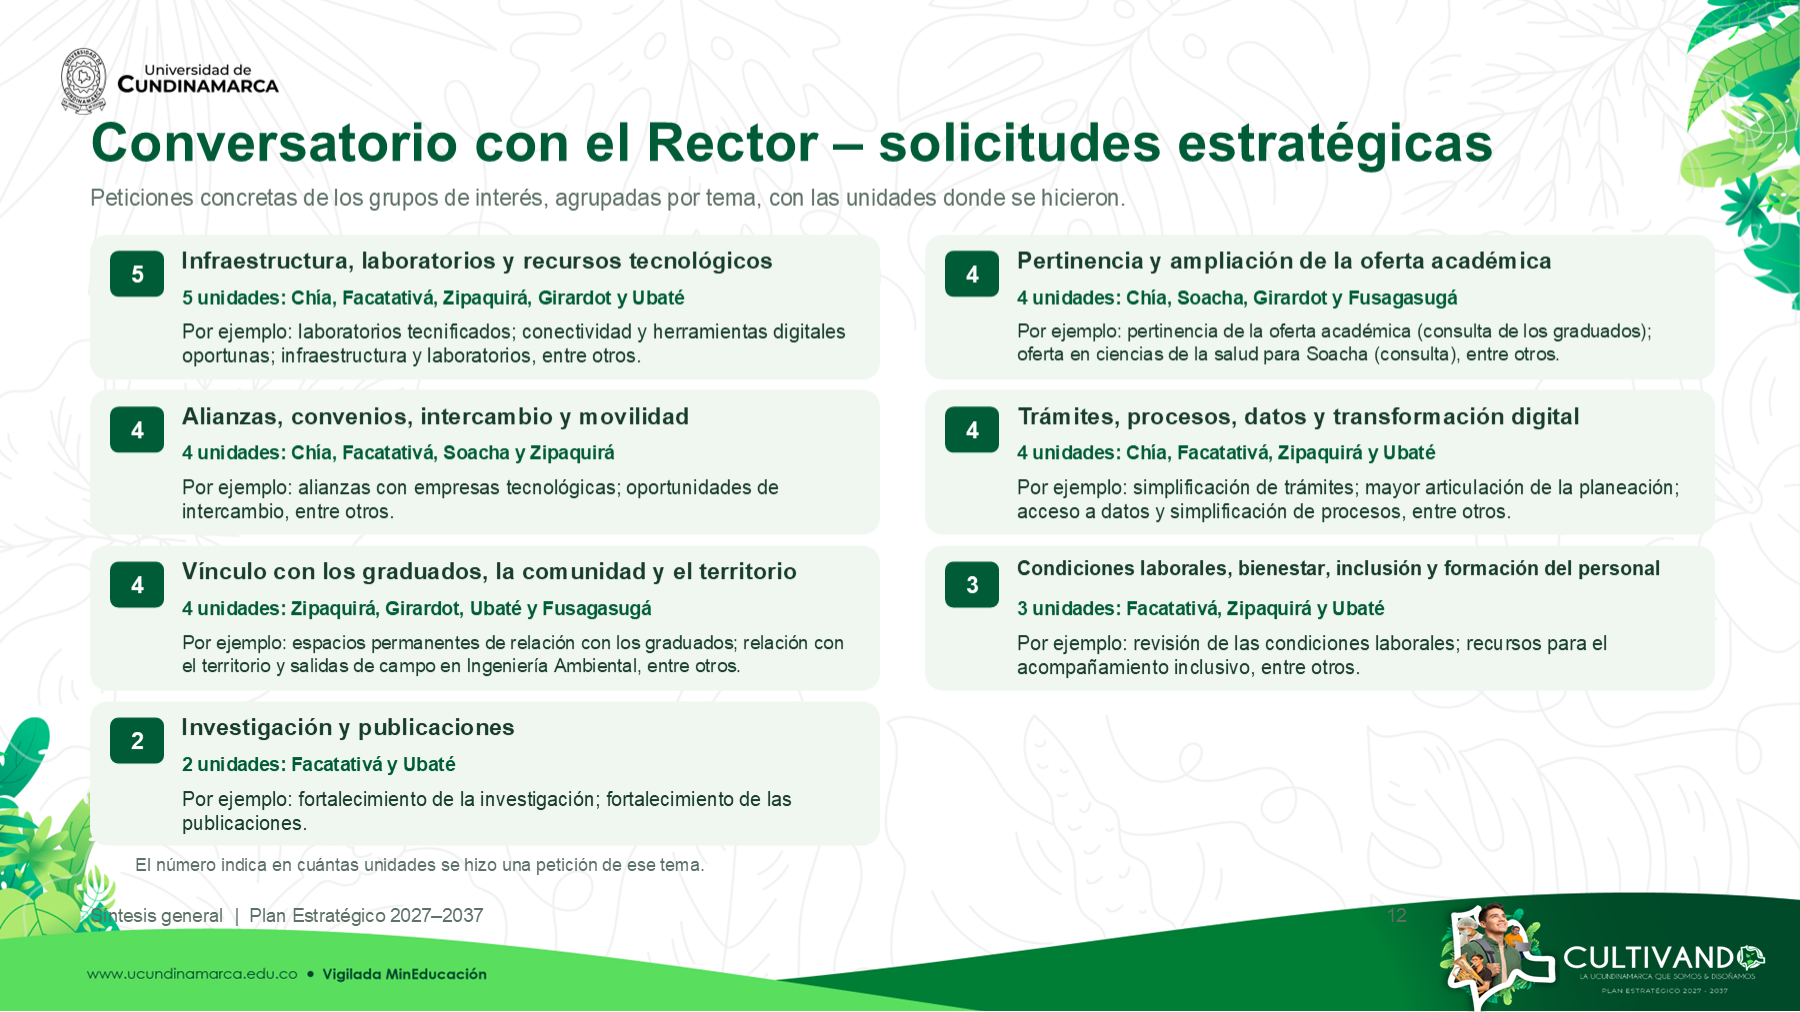 Universidad de
CUNDINAMARCA
Conversatorio con el Rector – solicitudes estratégicas
Peticiones concretas de los grupos de interés, agrupadas por tema, con las unidades donde se hicieron.
5
Infraestructura, laboratorios y recursos tecnológicos
5 unidades: Chía, Facatativá, Zipaquirá, Girardot y Ubaté
Por ejemplo: laboratorios tecnificados; conectividad y herramientas digitales
oportunas; infraestructura y laboratorios, entre otros.
4
Pertinencia y ampliación de la oferta académica
4 unidades: Chía, Soacha, Girardot y Fusagasugá
Por ejemplo: pertinencia de la oferta académica (consulta de los graduados);
oferta en ciencias de la salud para Soacha (consulta), entre otros.
4
Alianzas, convenios, intercambio y movilidad
4 unidades: Chía, Facatativá, Soacha y Zipaquirá
Por ejemplo: alianzas con empresas tecnológicas; oportunidades de
intercambio, entre otros.
4
Trámites, procesos, datos y transformación digital
4 unidades: Chía, Facatativá, Zipaquirá y Ubaté
Por ejemplo: simplificación de trámites; mayor articulación de la planeación;
acceso a datos y simplificación de procesos, entre otros.
4
Vínculo con los graduados, la comunidad y el territorio
4 unidades: Zipaquirá, Girardot, Ubaté y Fusagasugá
Por ejemplo: espacios permanentes de relación con los graduados; relación con
el territorio y salidas de campo en Ingeniería Ambiental, entre otros.
3
Condiciones laborales, bienestar, inclusión y formación del personal
3 unidades: Facatativá, Zipaquirá y Ubaté
Por ejemplo: revisión de las condiciones laborales; recursos para el
acompañamiento inclusivo, entre otros.
2
Investigación y publicaciones
2 unidades: Facatativá y Ubaté
Por ejemplo: fortalecimiento de la investigación; fortalecimiento de las
publicaciones.
El número indica en cuántas unidades se hizo una petición de ese tema.
Síntesis general | Plan Estratégico 2027–2037
12
www.ucundinamarca.edu.co • Vigilada MinEducación
CULTIVANDO
LA UCUNDINAMARCA QUE SOMOS & DISOÑAMOS
PLAN ESTRATÉGICO 2027 - 2037